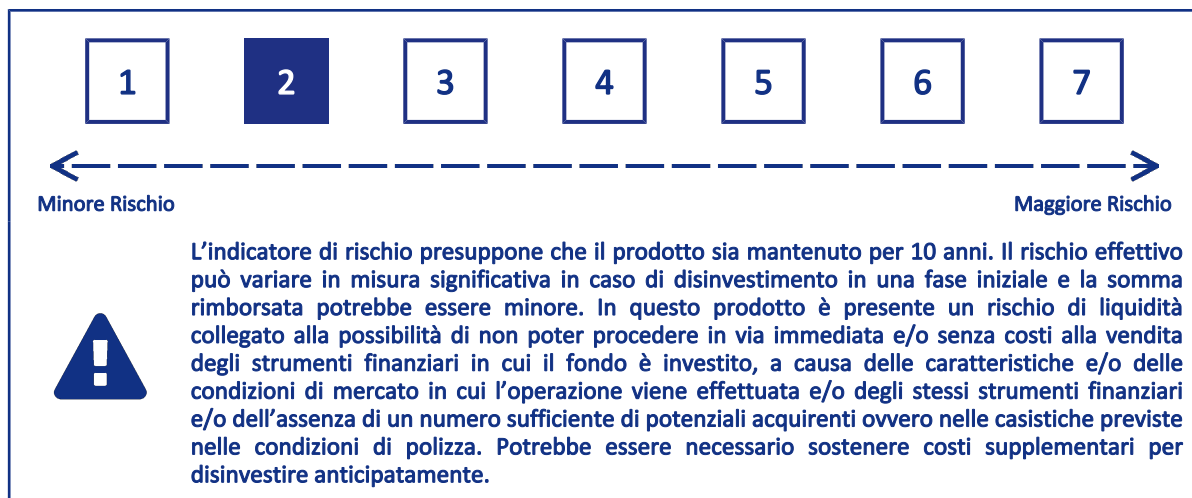 1 2 3 4 5 6 7
Minore Rischio Maggiore Rischio
L’indicatore di rischio presuppone che il prodotto sia mantenuto per 10 anni. Il rischio effettivo
può variare in misura significativa in caso di disinvestimento in una fase iniziale e la somma
rimborsata potrebbe essere minore. In questo prodotto è presente un rischio di liquidità
collegato alla possibilità di non poter procedere in via immediata e/o senza costi alla vendita
degli strumenti finanziari in cui il fondo è investito, a causa delle caratteristiche e/o delle
condizioni di mercato in cui l’operazione viene effettuata e/o degli stessi strumenti finanziari
e/o dell’assenza di un numero sufficiente di potenziali acquirenti ovvero nelle casistiche previste
nelle condizioni di polizza. Potrebbe essere necessario sostenere costi supplementari per
disinvestire anticipatamente.